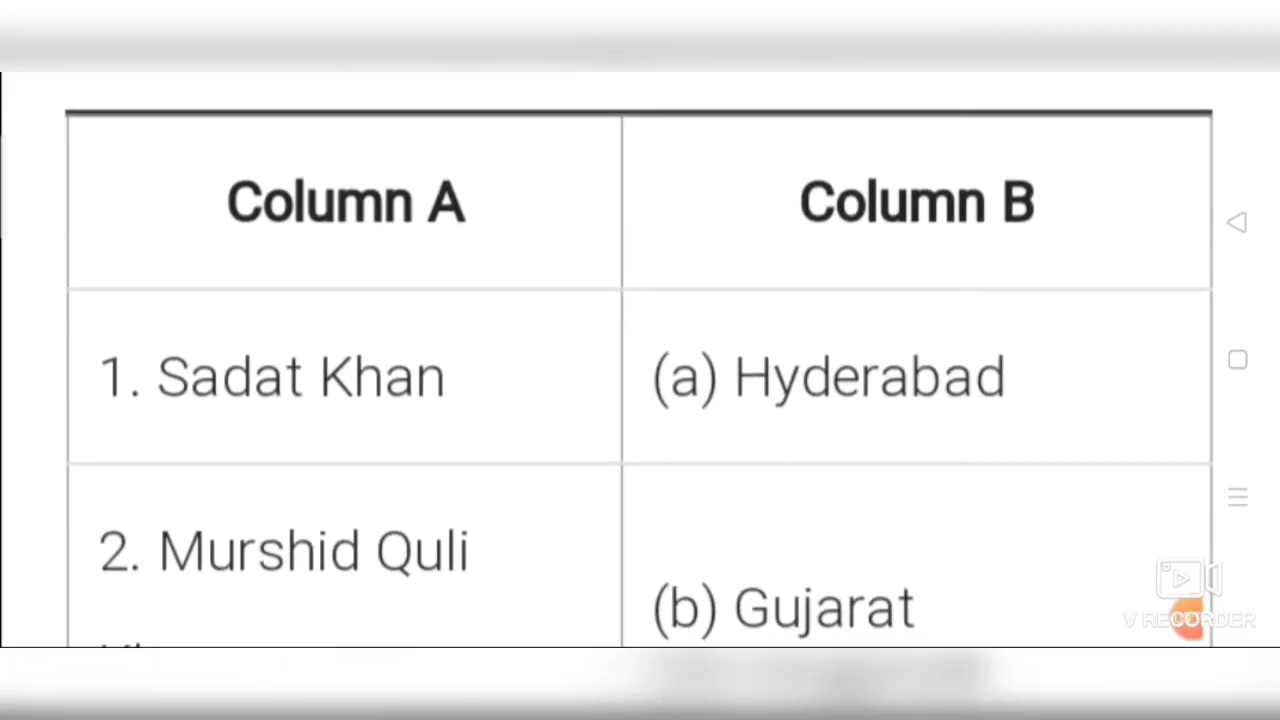 Column A
Column B
1. Sadat Khan
(a) Hyderabad
2. Murshid Quli
(b) Gujarat
V RECORDER